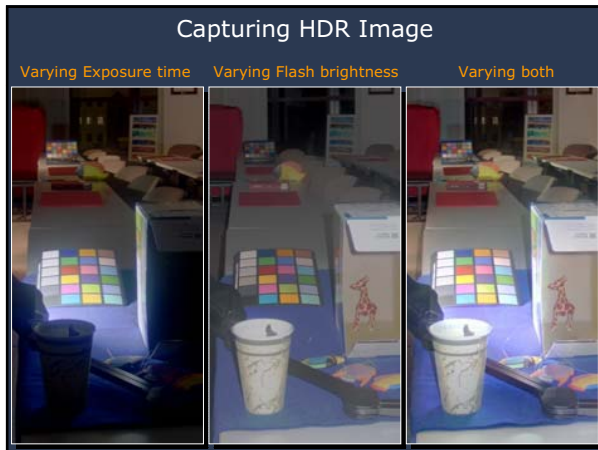 Capturing HDR Image
Varying Exposure time
Varying Flash brightness
Varying both